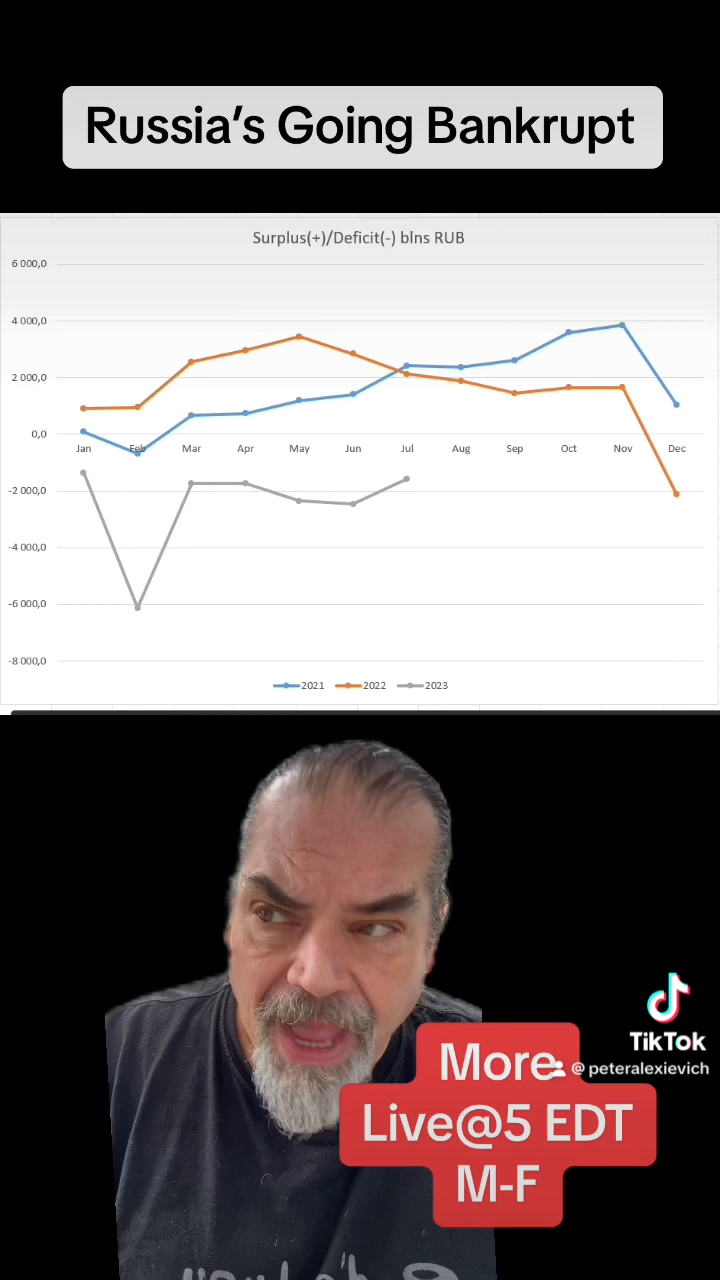 Russia's Going Bankrupt
Surplus(+)/Deficit(-) blns RUB
6 000,0
4 000,0
2 000,0
0,0
Jan Feb Mar Apr May Jun Jul Aug Sep Oct Nov Dec
-2 000,0
-4 000,0
-6 000,0
-8 000,0
2021 2022 2023
TikTok
@ peteralexievich
More
Live@5 EDT
M-F